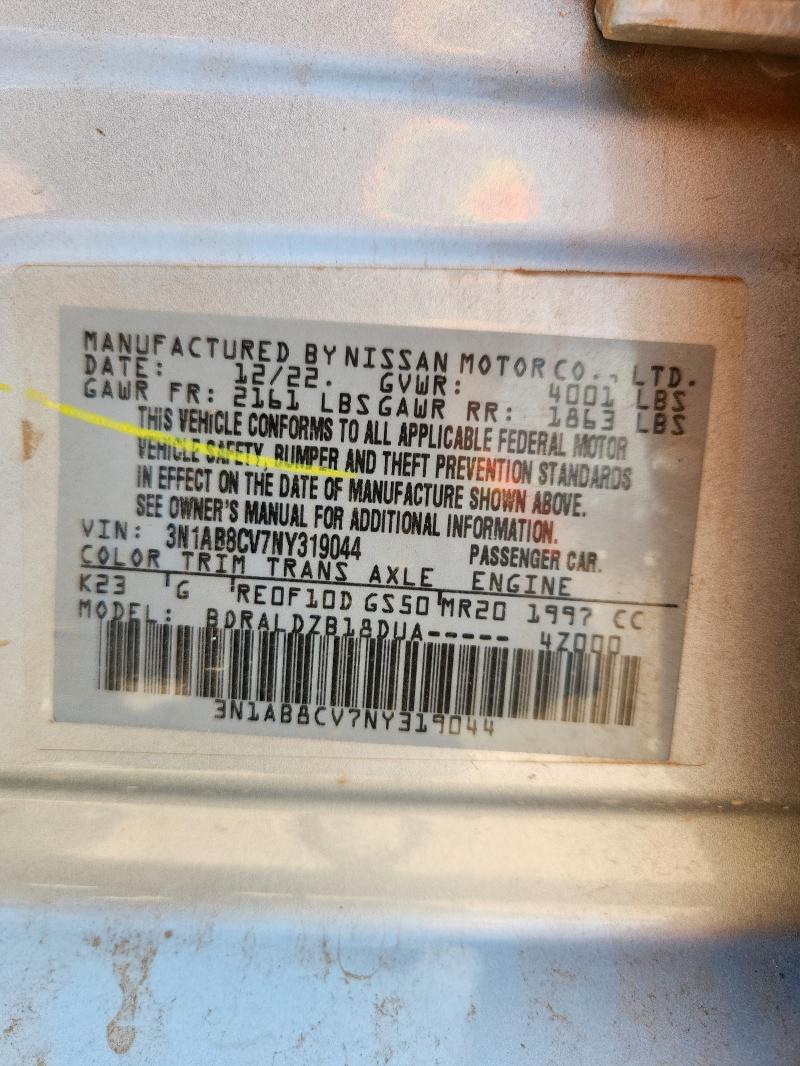 MANUFACTURED BY NISSAN MOTOR CO., LTD.
DATE: 12/22. GVWR: 4001 LBS
GAWR FR: 2161 LBS GAWR RR: 1863 LBS
THIS VEHICLE CONFORMS TO ALL APPLICABLE FEDERAL MOTOR
VEHICLE SAFETY, BUMPER AND THEFT PREVENTION STANDARDS
IN EFFECT ON THE DATE OF MANUFACTURE SHOWN ABOVE.
SEE OWNER'S MANUAL FOR ADDITIONAL INFORMATION.
VIN: 3N1AB8CV7NY319044 PASSENGER CAR.
COLOR TRIM TRANS AXLE ENGINE
K23 G RE0F10D GS50 MR20 1997 CC
MODEL: BDRALDZB18DUA----- 4Z000
3N1AB8CV7NY319044